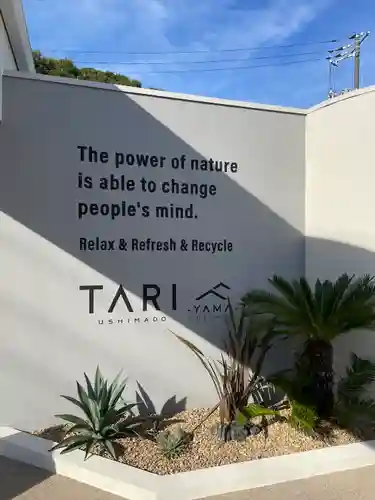 The power of nature
is able to change
people's mind.
Relax & Refresh & Recycle
TARI
USHIMADO
-YAMA